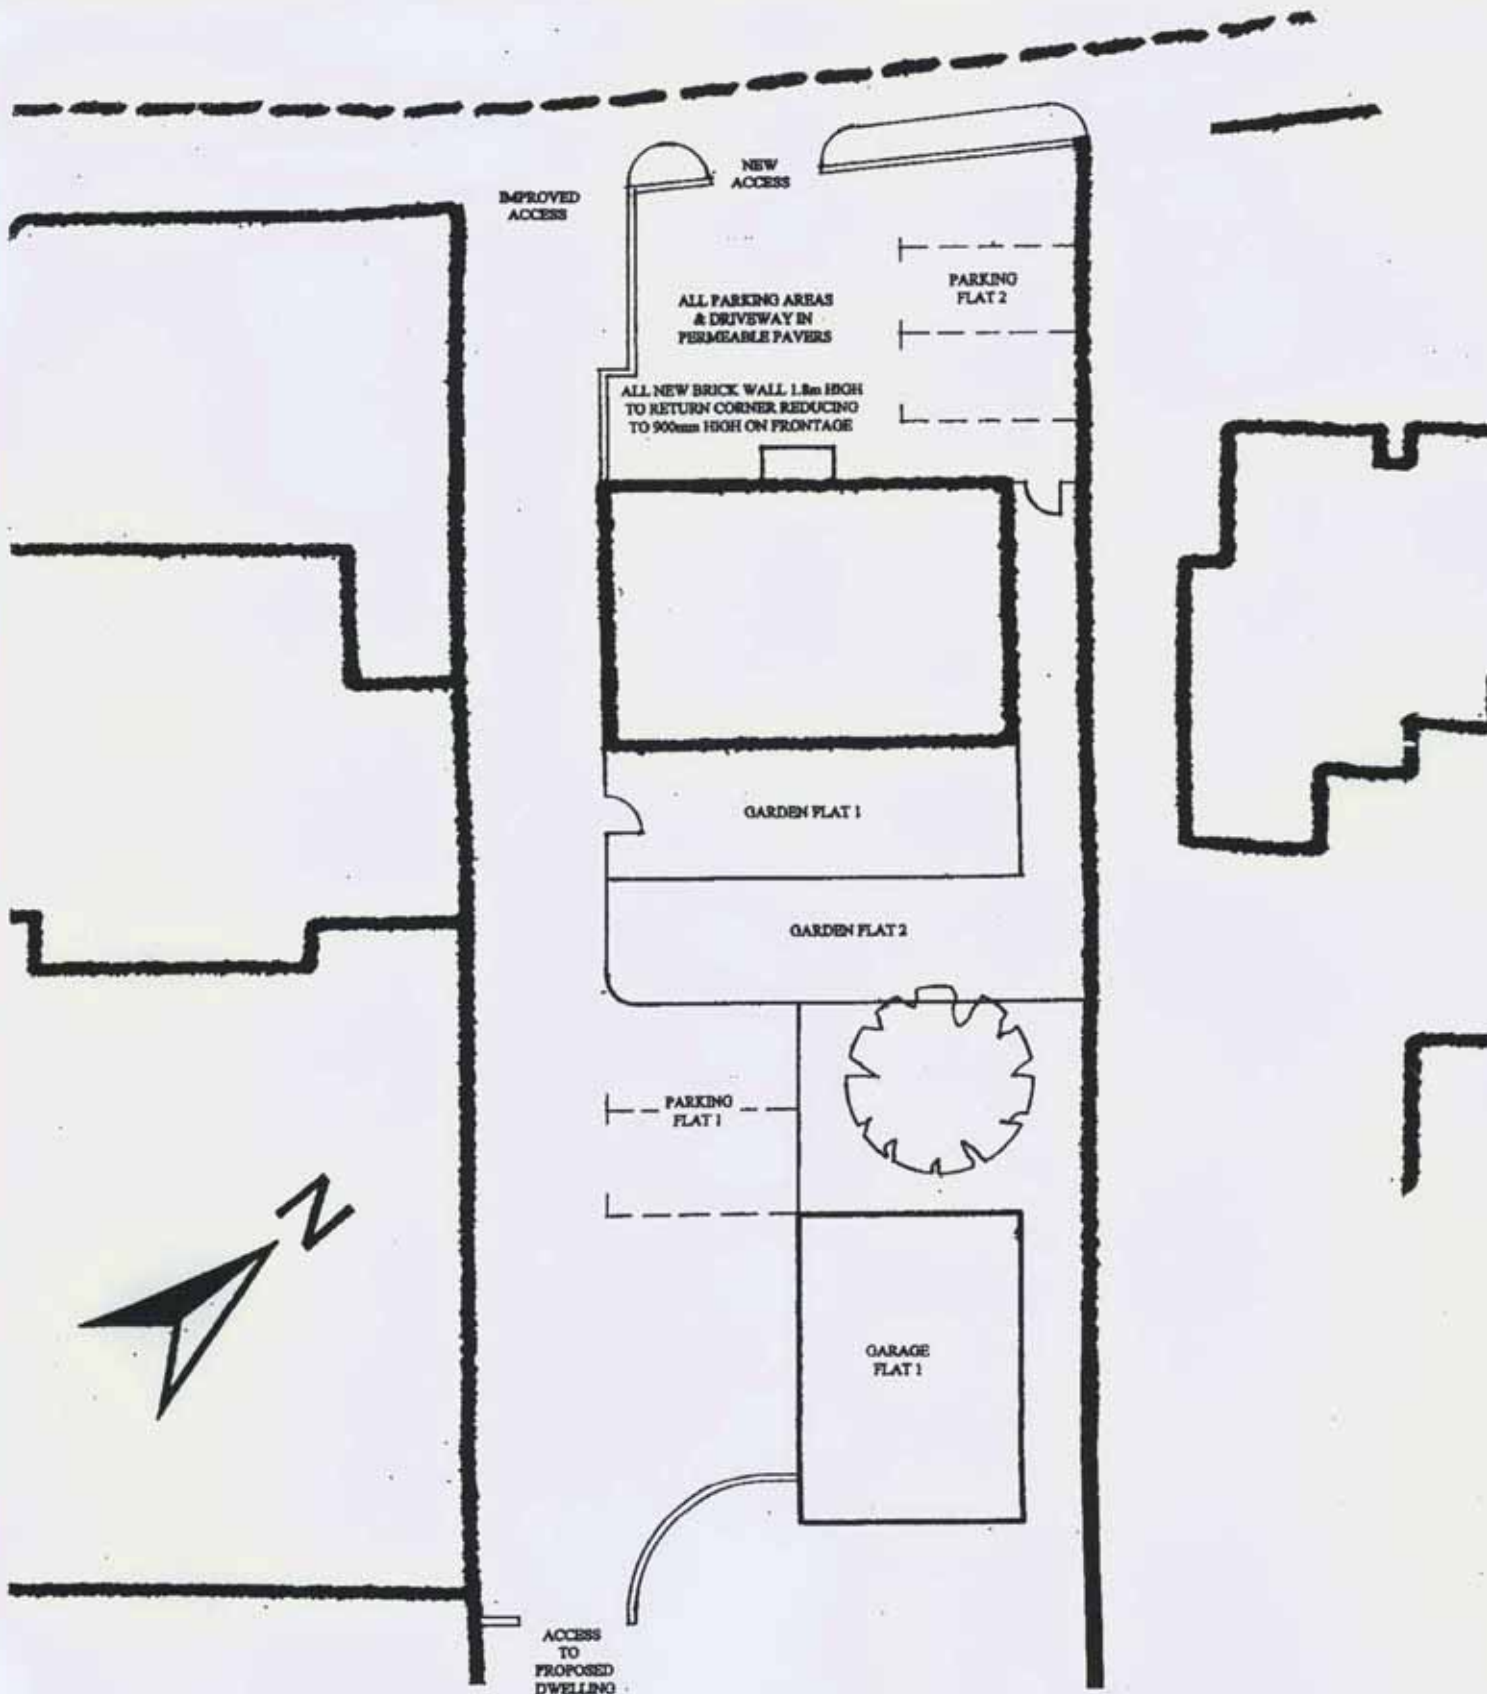 NEW
ACCESS
IMPROVED
ACCESS
PARKING
FLAT 2
ALL PARKING AREAS
& DRIVEWAY IN
PERMEABLE PAVERS
ALL NEW BRICK WALL 1.8m HIGH
TO RETURN CORNER REDUCING
TO 900mm HIGH ON FRONTAGE
GARDEN FLAT 1
GARDEN FLAT 2
PARKING
FLAT 1
N
GARAGE
FLAT 1
ACCESS
TO
PROPOSED
DWELLING